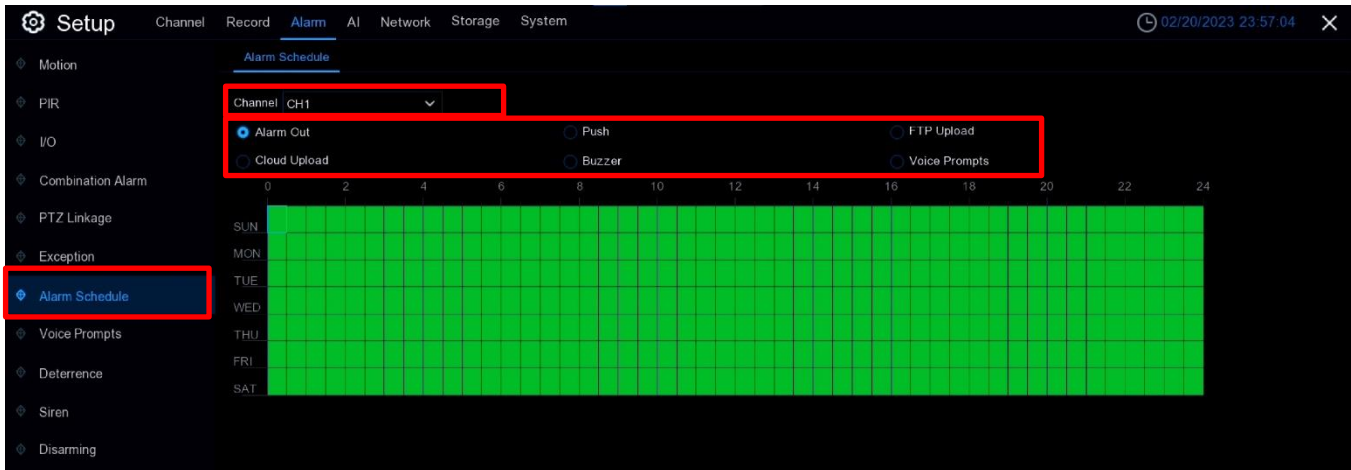 Setup Channel Record Alarm AI Network Storage System 02/20/2023 23:57:04
Motion
PIR
I/O
Combination Alarm
PTZ Linkage
Exception
Alarm Schedule
Voice Prompts
Deterrence
Siren
Disarming
Alarm Schedule
Channel CH1
Alarm Out Push FTP Upload
Cloud Upload Buzzer Voice Prompts
0 2 4 6 8 10 12 14 16 18 20 22 24
SUN
MON
TUE
WED
THU
FRI
SAT